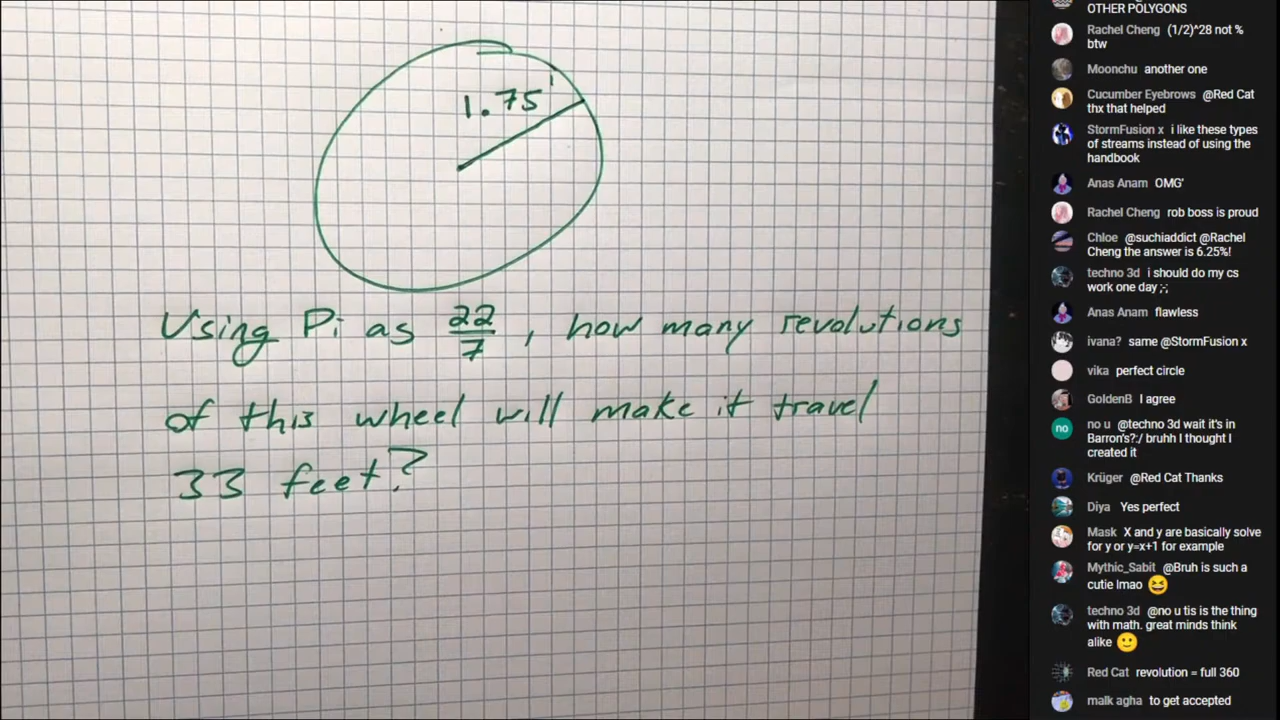 1.75'
Using Pi as 22/7, how many revolutions
of this wheel will make it travel
33 feet?
OTHER POLYGONS
Rachel Cheng (1/2)^28 not %
btw
Moonchu another one
Cucumber Eyebrows @Red Cat
thx that helped
StormFusion x i like these types
of streams instead of using the
handbook
Anas Anam OMG'
Rachel Cheng rob boss is proud
Chloe @suchiaddict @Rachel
Cheng the answer is 6.25%!
techno 3d i should do my cs
work one day ;-;
Anas Anam flawless
ivana? same @StormFusion x
vika perfect circle
GoldenB I agree
no
no u @techno 3d wait it's in
Barron's?:/ bruhh I thought I
created it
Krüger @Red Cat Thanks
Diya Yes perfect
Mask X and y are basically solve
for y or y=x+1 for example
Mythic_Sabit @Bruh is such a
cutie lmao 😆
techno 3d @no u tis is the thing
with math. great minds think
alike 🙂
Red Cat revolution = full 360
malk agha to get accepted